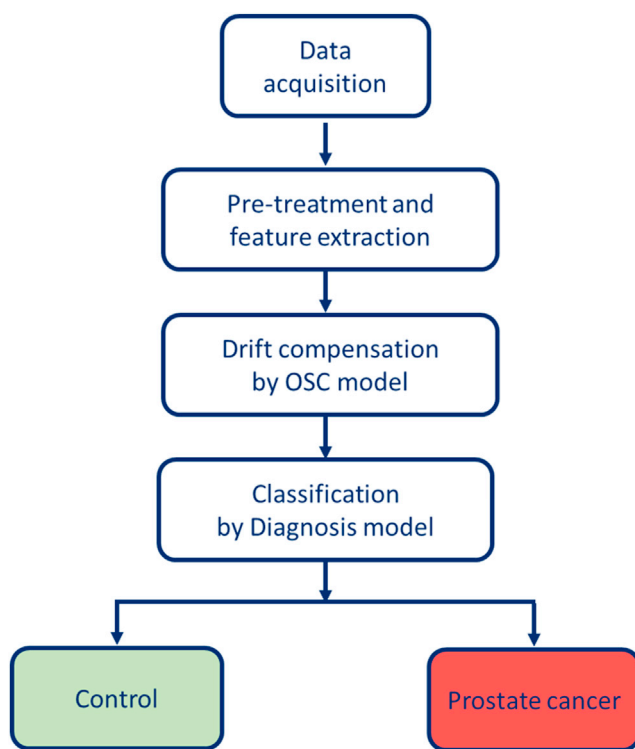 Data
acquisition
Pre-treatment and
feature extraction
Drift compensation
by OSC model
Classification
by Diagnosis model
Control
Prostate cancer